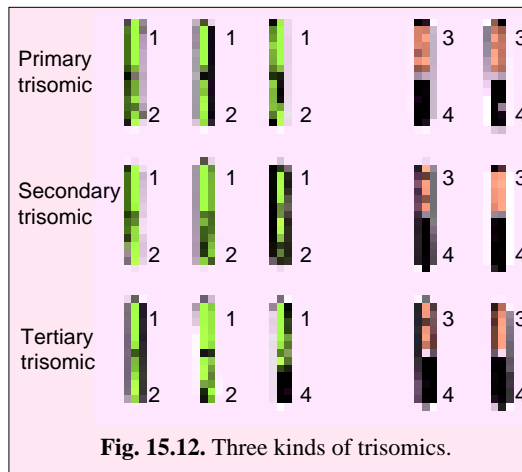 1 1 1 3 3
Primary
trisomic
2 2 2 4 4
1 1 1 3 3
Secondary
trisomic
2 2 2 4 4
1 1 1 3 3
Tertiary
trisomic
2 2 4 4 4
Fig. 15.12. Three kinds of trisomics.